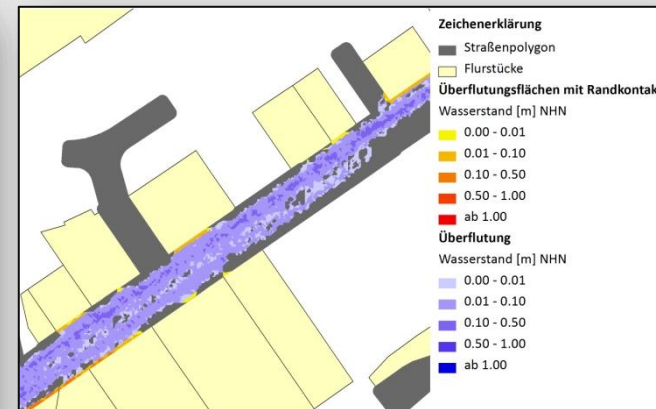 Zeichenerklärung
Straßenpolygon
Flurstücke
Überflutungsflächen mit Randkontak
Wasserstand [m] NHN
0.00 - 0.01
0.01 - 0.10
0.10 - 0.50
0.50 - 1.00
ab 1.00
Überflutung
Wasserstand [m] NHN
0.00 - 0.01
0.01 - 0.10
0.10 - 0.50
0.50 - 1.00
ab 1.00